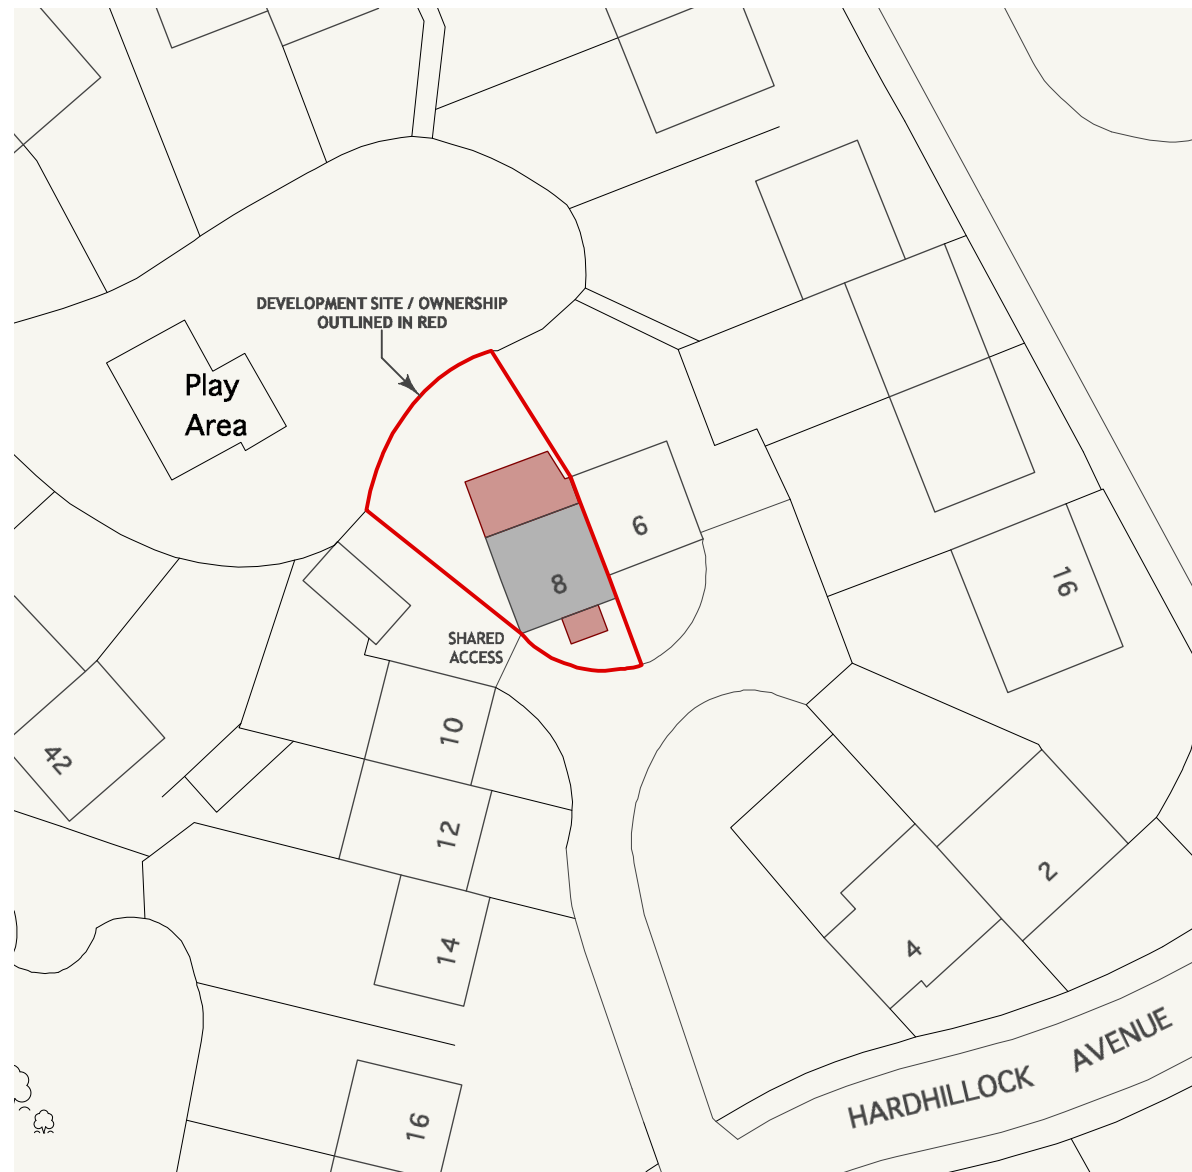 DEVELOPMENT SITE / OWNERSHIP
OUTLINED IN RED
Play
Area
6
16
8
SHARED
ACCESS
10
42
12
2
14
4
HARDHILLOCK AVENUE
16